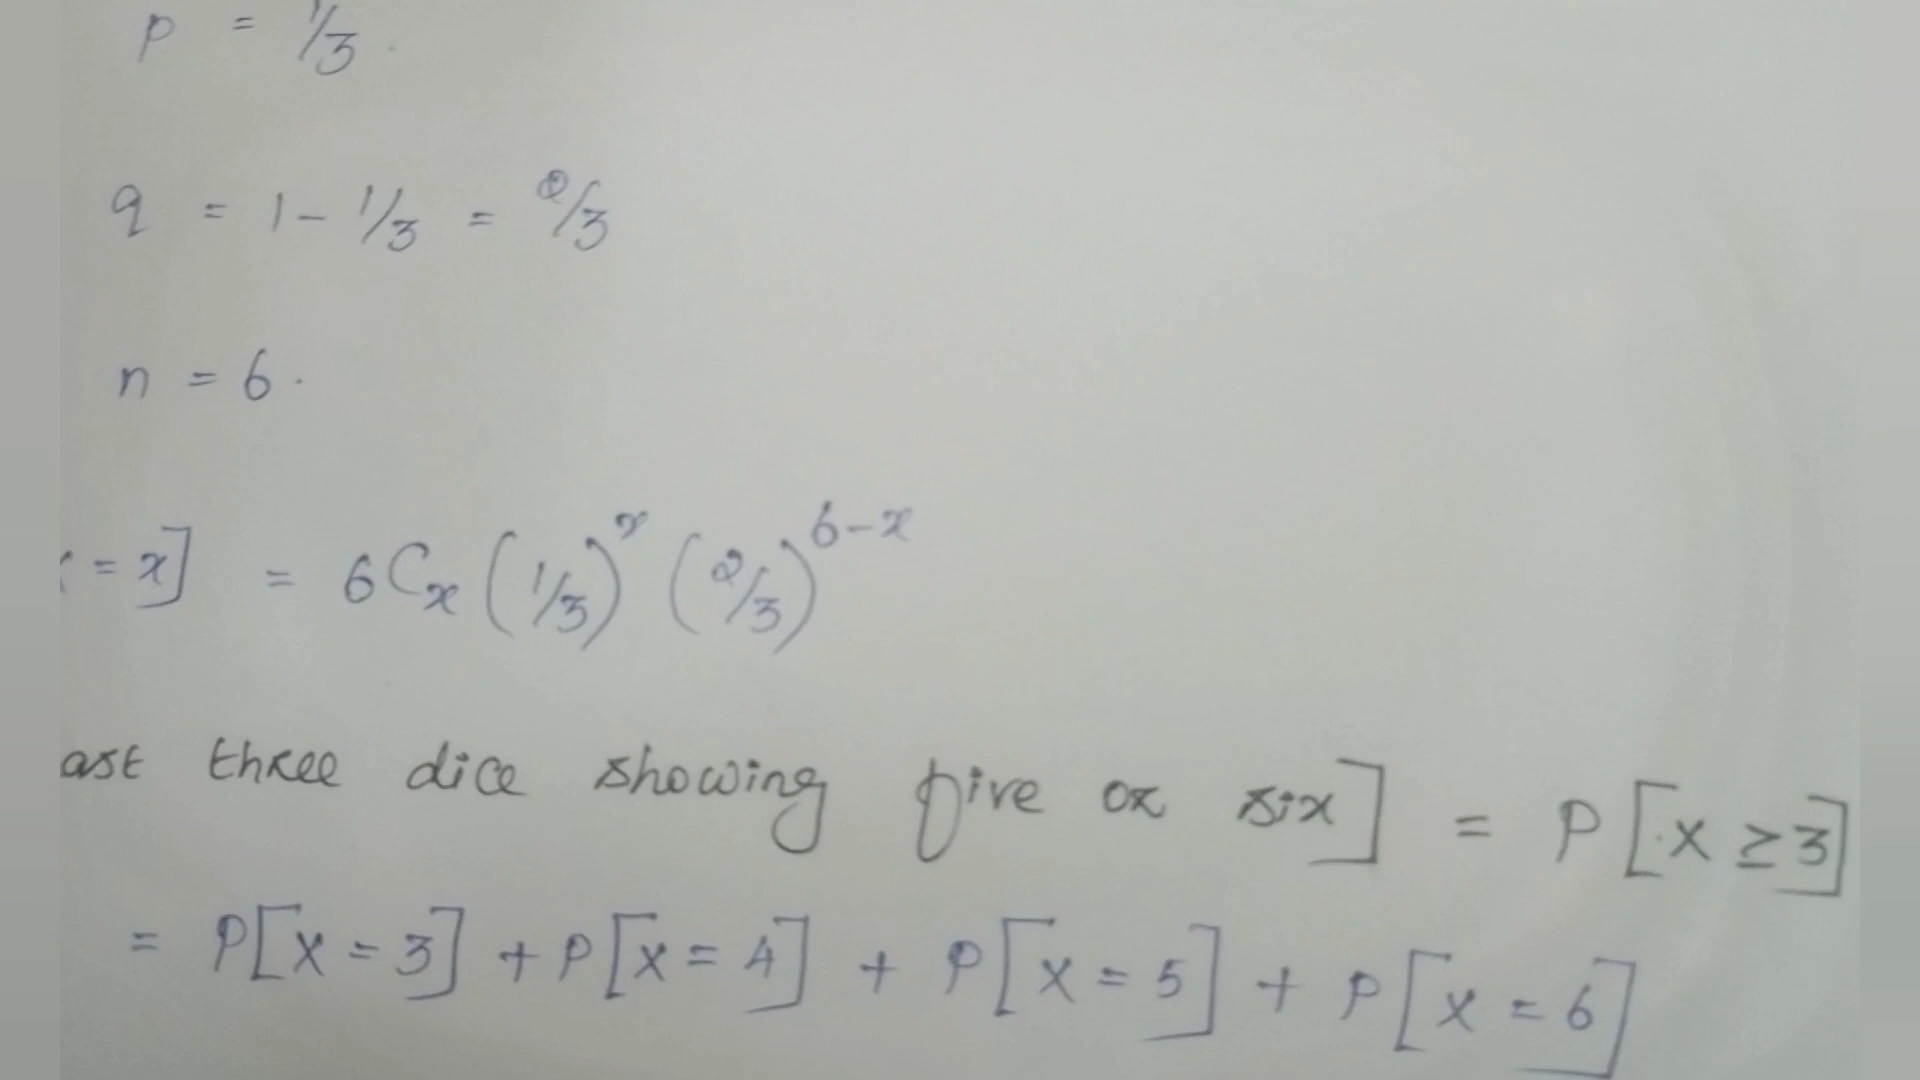 p = 1/3.
q = 1 - 1/3 = 2/3
n = 6.
= x] = 6Cx (1/3)^x (2/3)^6-x
ast three dice showing five or six] = P[X ≥ 3]
= P[X = 3] + P[X = 4] + P[X = 5] + P[X = 6]